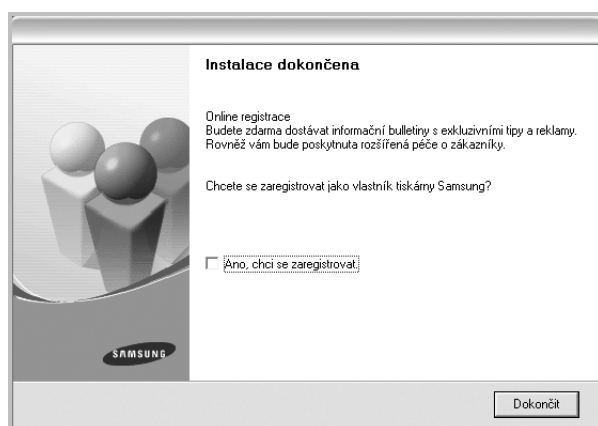 Instalace dokončena
Online registrace
Budete zdarma dostávat informační bulletiny s exkluzivními tipy a reklamy.
Rovněž vám bude poskytnuta rozšířená péče o zákazníky.
Chcete se zaregistrovat jako vlastník tiskárny Samsung?
Ano, chci se zaregistrovat.
SAMSUNG
Dokončit